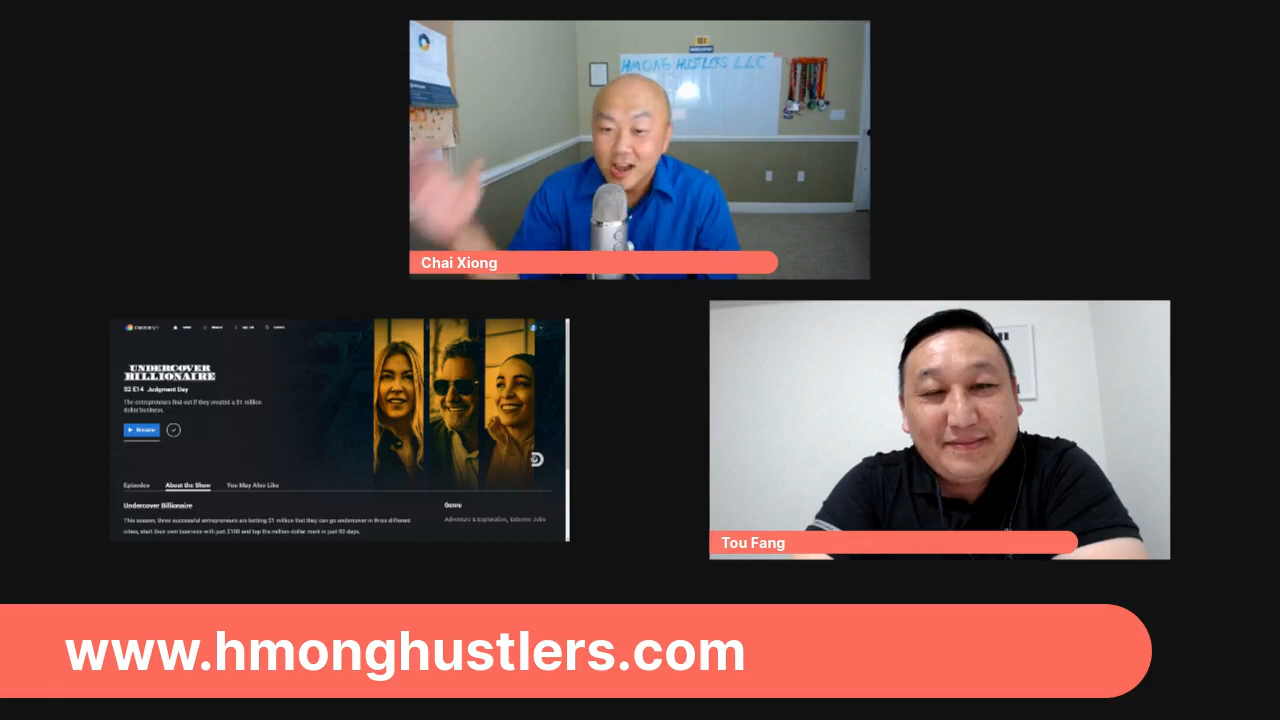 HMONG HUSTLERS LLC
Chai Xiong
discovery+
UNDERCOVER
BILLIONAIRE
S2 E14 Judgment Day
The entrepreneurs find out if they created a $1 million
dollar business.
Resume
Episodes About the Show You May Also Like
Undercover Billionaire
Genre
This season, three successful entrepreneurs are betting $1 million that they can go undercover in three different
cities, start their own business with just $100 and top the million-dollar mark in just 90 days.
Adventure & Exploration, Extreme Jobs
Tou Fang
www.hmonghustlers.com